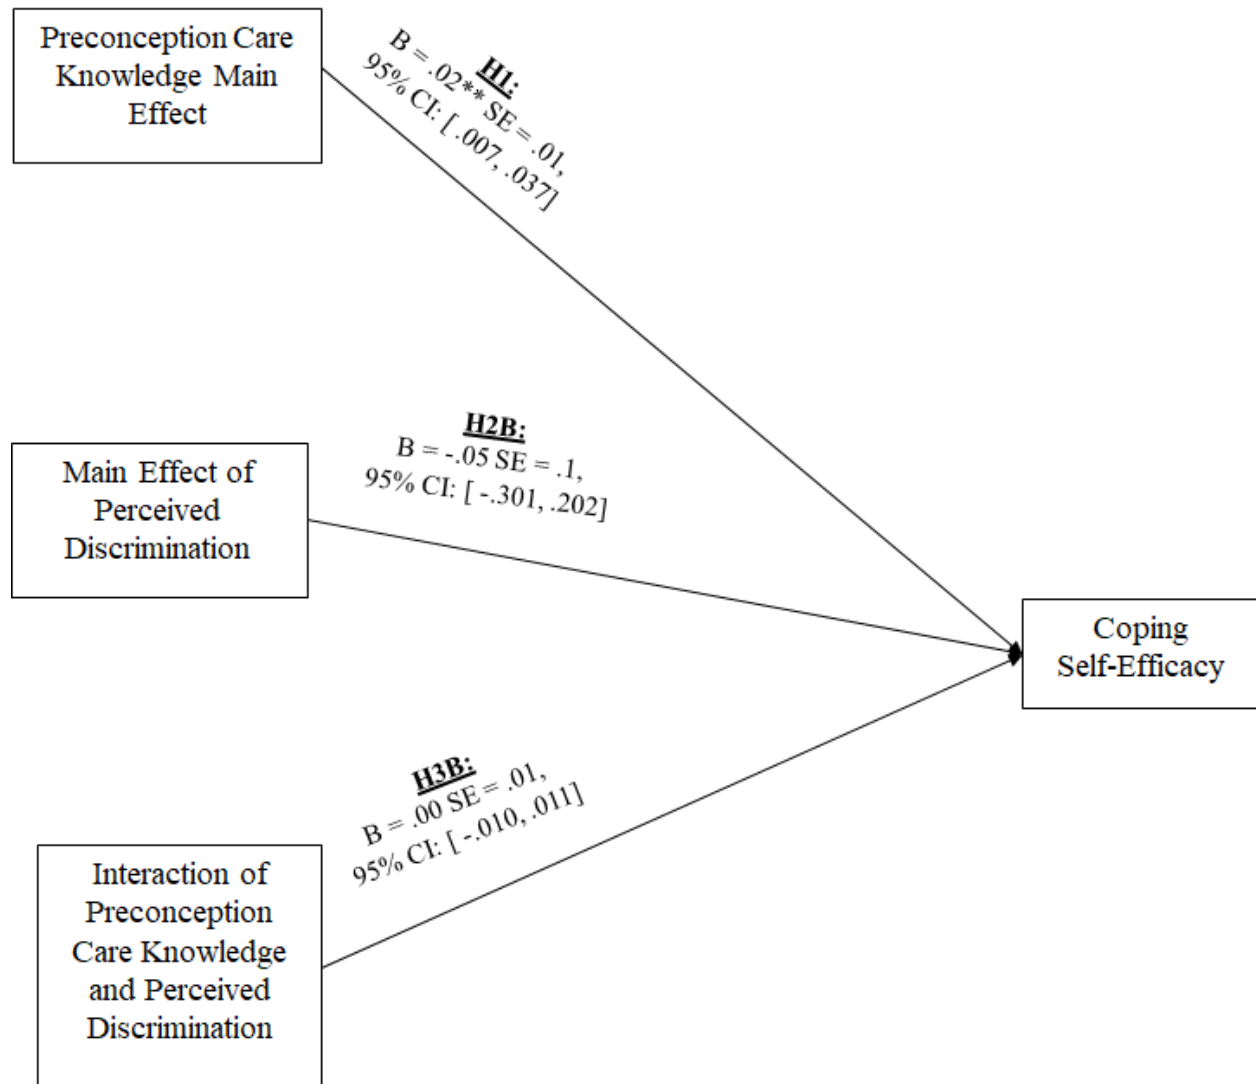 Preconception Care
Knowledge Main
Effect
H1:
B = .02** SE = .01,
95% CI: [ .007, .037]
H2B:
B = -.05 SE = .1,
95% CI: [ -.301, .202]
Main Effect of
Perceived
Discrimination
Coping
Self-Efficacy
H3B:
B = .00 SE = .01,
95% CI: [ -.010, .011]
Interaction of
Preconception
Care Knowledge
and Perceived
Discrimination